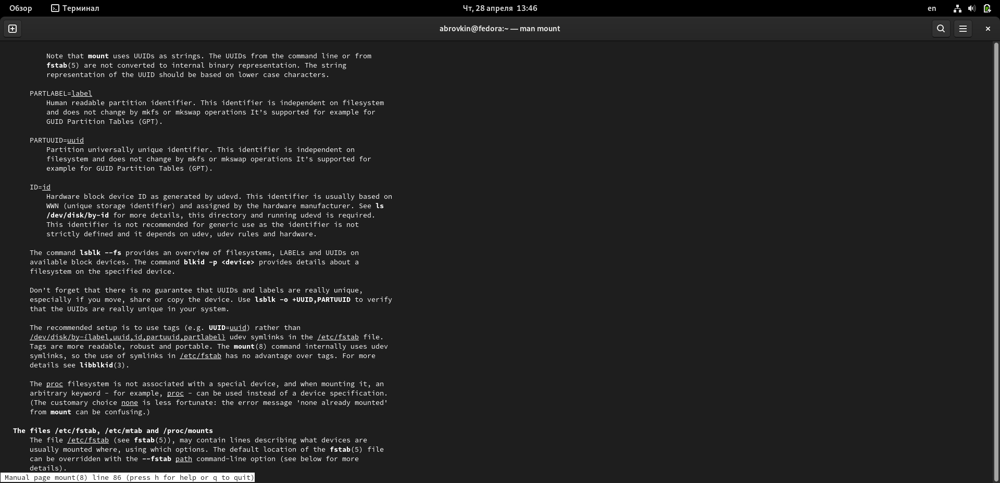 Обзор
Терминал
Чт, 28 апреля 13:46
en
abrovkin@fedora:~ — man mount
Note that mount uses UUIDs as strings. The UUIDs from the command line or from
fstab(5) are not converted to internal binary representation. The string
representation of the UUID should be based on lower case characters.
PARTLABEL=label
Human readable partition identifier. This identifier is independent on filesystem
and does not change by mkfs or mkswap operations It’s supported for example for
GUID Partition Tables (GPT).
PARTUUID=uuid
Partition universally unique identifier. This identifier is independent on
filesystem and does not change by mkfs or mkswap operations It’s supported for
example for GUID Partition Tables (GPT).
ID=id
Hardware block device ID as generated by udevd. This identifier is usually based on
WWN (unique storage identifier) and assigned by the hardware manufacturer. See ls
/dev/disk/by-id for more details, this directory and running udevd is required.
This identifier is not recommended for generic use as the identifier is not
strictly defined and it depends on udev, udev rules and hardware.
The command lsblk --fs provides an overview of filesystems, LABELs and UUIDs on
available block devices. The command blkid -p <device> provides details about a
filesystem on the specified device.
Don’t forget that there is no guarantee that UUIDs and labels are really unique,
especially if you move, share or copy the device. Use lsblk -o +UUID,PARTUUID to verify
that the UUIDs are really unique in your system.
The recommended setup is to use tags (e.g. UUID=uuid) rather than
/dev/disk/by-{label,uuid,id,partuuid,partlabel} udev symlinks in the /etc/fstab file.
Tags are more readable, robust and portable. The mount(8) command internally uses udev
symlinks, so the use of symlinks in /etc/fstab has no advantage over tags. For more
details see libblkid(3).
The proc filesystem is not associated with a special device, and when mounting it, an
arbitrary keyword - for example, proc - can be used instead of a device specification.
(The customary choice none is less fortunate: the error message 'none already mounted'
from mount can be confusing.)
The files /etc/fstab, /etc/mtab and /proc/mounts
The file /etc/fstab (see fstab(5)), may contain lines describing what devices are
usually mounted where, using which options. The default location of the fstab(5) file
can be overridden with the --fstab path command-line option (see below for more
details).
Manual page mount(8) line 86 (press h for help or q to quit)